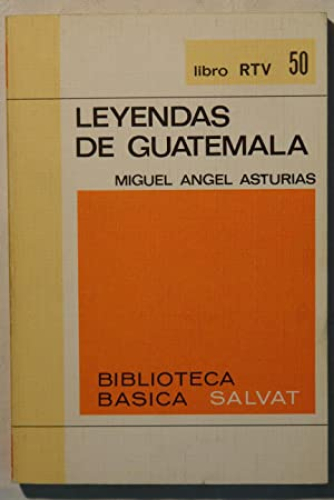 libro RTV 50
LEYENDAS
DE GUATEMALA
MIGUEL ANGEL ASTURIAS
BIBLIOTECA
BASICA SALVAT